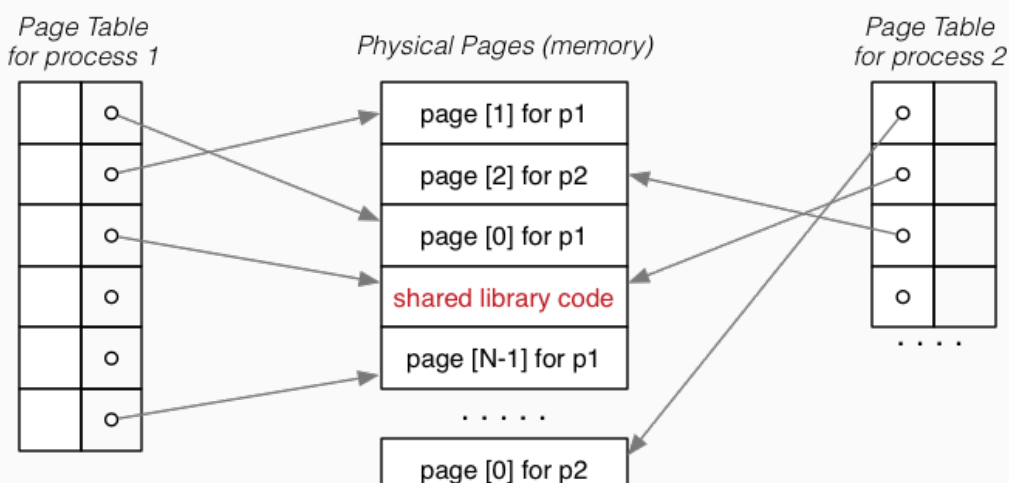 Page Table
for process 1
Physical Pages (memory)
Page Table
for process 2
page [1] for p1
page [2] for p2
page [0] for p1
shared library code
page [N-1] for p1
. . . . .
page [0] for p2
. . . .